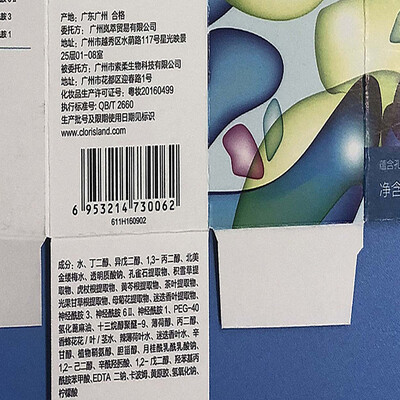 胺 1
产地：广东广州 合格
委托方：广州岚萃贸易有限公司
地址：广州市越秀区水荫路117号星光映景
25层01-08室
被委托方：广州市索柔生物科技有限公司
地址：广州市花都区迎春路1号
化妆品生产许可证号：粤妆20160499
执行标准号：QB/T 2660
生产批号及限期使用日期见标识
www.clorisland.com
6 953214 730062
611H160902
蕴含孔
净含
成分：水、丁二醇、异戊二醇、1,3-丙二醇、北美
金缕梅水、透明质酸钠、孔雀石提取物、积雪草提
取物、虎杖根提取物、黄芩根提取物、茶叶提取物、
光果甘草根提取物、母菊花提取物、迷迭香叶提取物、
神经酰胺 3、神经酰胺 6 II、神经酰胺 1、PEG-40
氢化蓖麻油、十三烷醇聚醚-9、薄荷醇、丙二醇、
香蜂花花/叶/茎水、辣薄荷叶水、迷迭香叶水、辛
甘醇、植物鞘氨醇、胆甾醇、月桂酰乳酰乳酸钠、
1,2-己二醇、辛酰羟肟酸、1,2-戊二醇、羟苯基丙
酰胺苯甲酸、EDTA 二钠、卡波姆、黄原胶、氢氧化钠、
柠檬酸